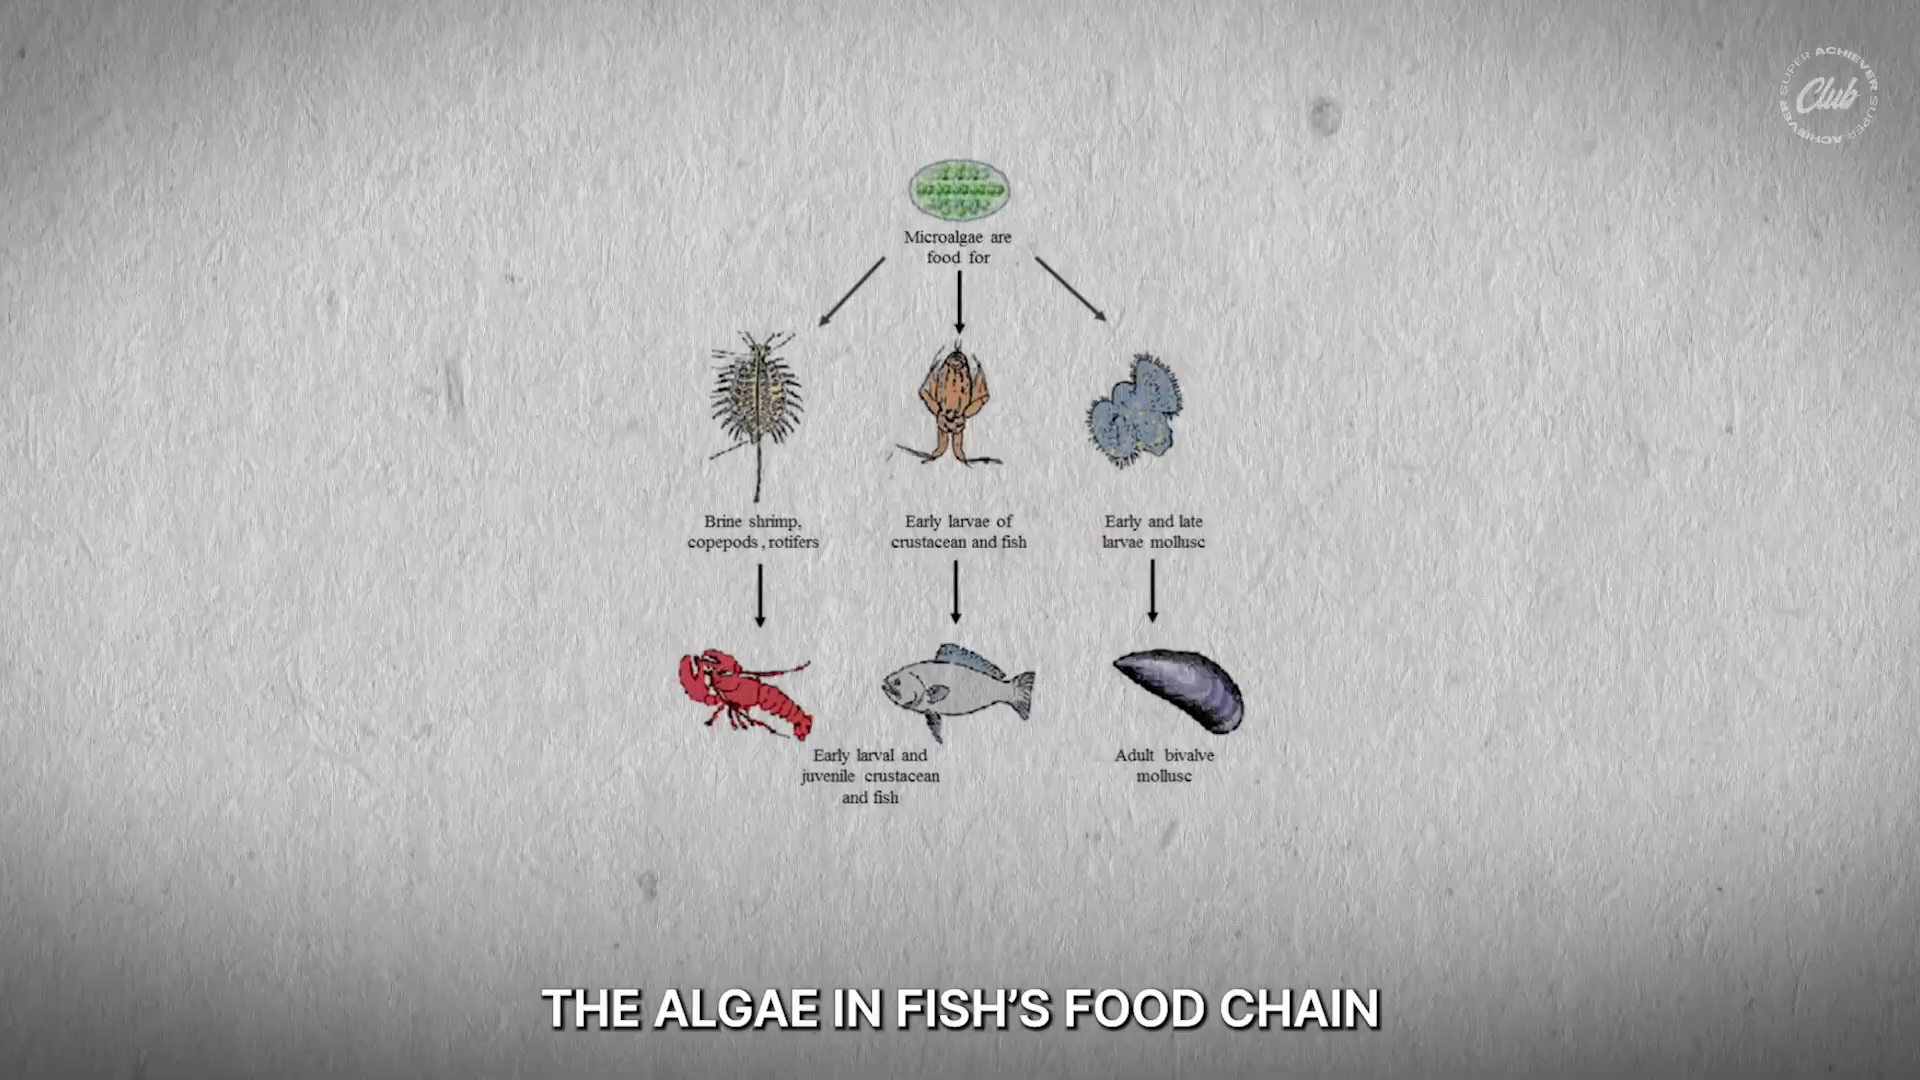 SUPER ACHIEVER SUPER ACHIEVER
Club
Microalgae are
food for
Brine shrimp,
copepods, rotifers
Early larvae of
crustacean and fish
Early and late
larvae mollusc
Early larval and
juvenile crustacean
and fish
Adult bivalve
mollusc
THE ALGAE IN FISH'S FOOD CHAIN